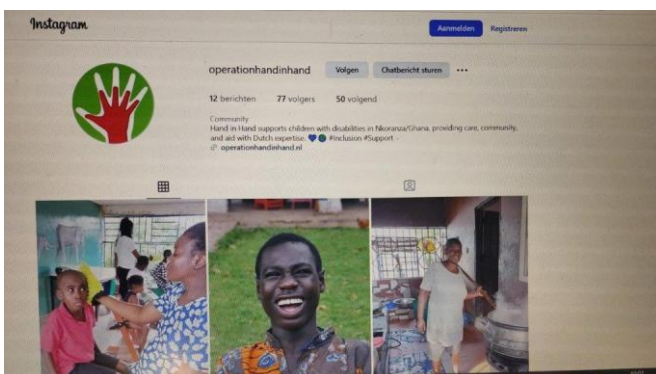 Instagram
Aanmelden Registreren
operationhandinhand Volgen Chatbericht sturen
12 berichten 77 volgers 50 volgend
Community
Hand in Hand supports children with disabilities in Nkoranza/Ghana, providing care, community,
and aid with Dutch expertise. 💙🌍 #Inclusion #Support -
operationhandinhand.nl